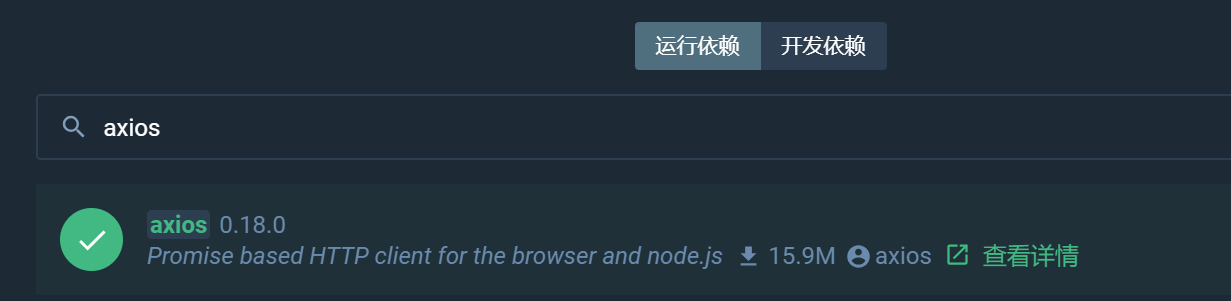 运行依赖 开发依赖
axios
axios 0.18.0
Promise based HTTP client for the browser and node.js 15.9M axios 查看详情